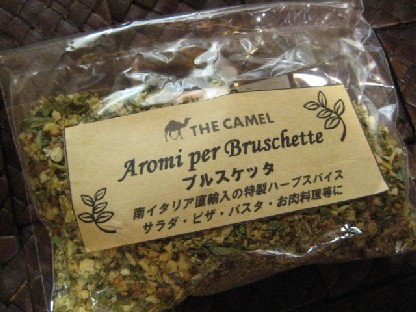 THE CAMEL
Aromi per Bruschette
ブルスケッタ
南イタリア直輸入の特製ハーブスパイス
サラダ・ピザ・パスタ・お肉料理等に